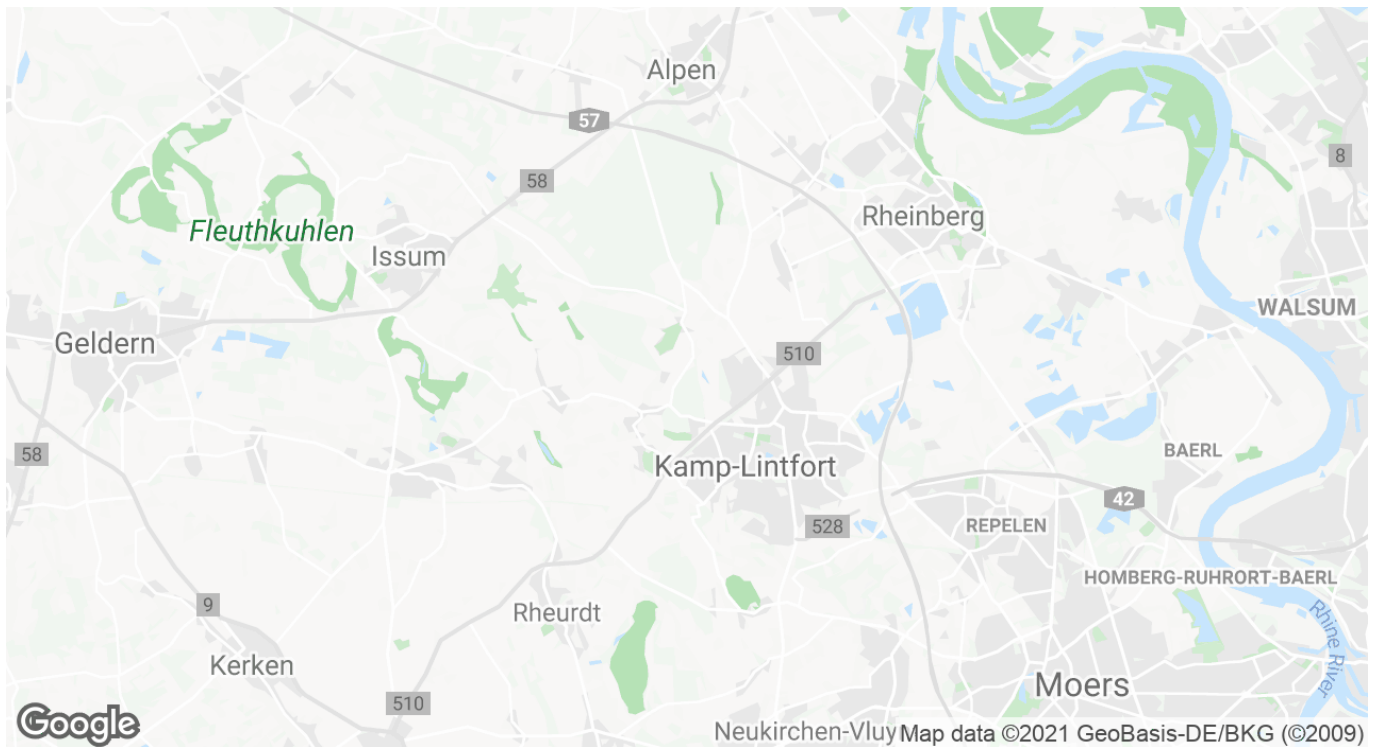 Alpen
57
8
58
Rheinberg
Fleuthkuhlen
Issum
WALSUM
Geldern
510
BAERL
58
Kamp-Lintfort
42
REPELEN
528
HOMBERG-RUHRORT-BAERL
9
Rheurdt
Rhine River
Kerken
Moers
510
Google
Neukirchen-Vluy
Map data ©2021 GeoBasis-DE/BKG (©2009)